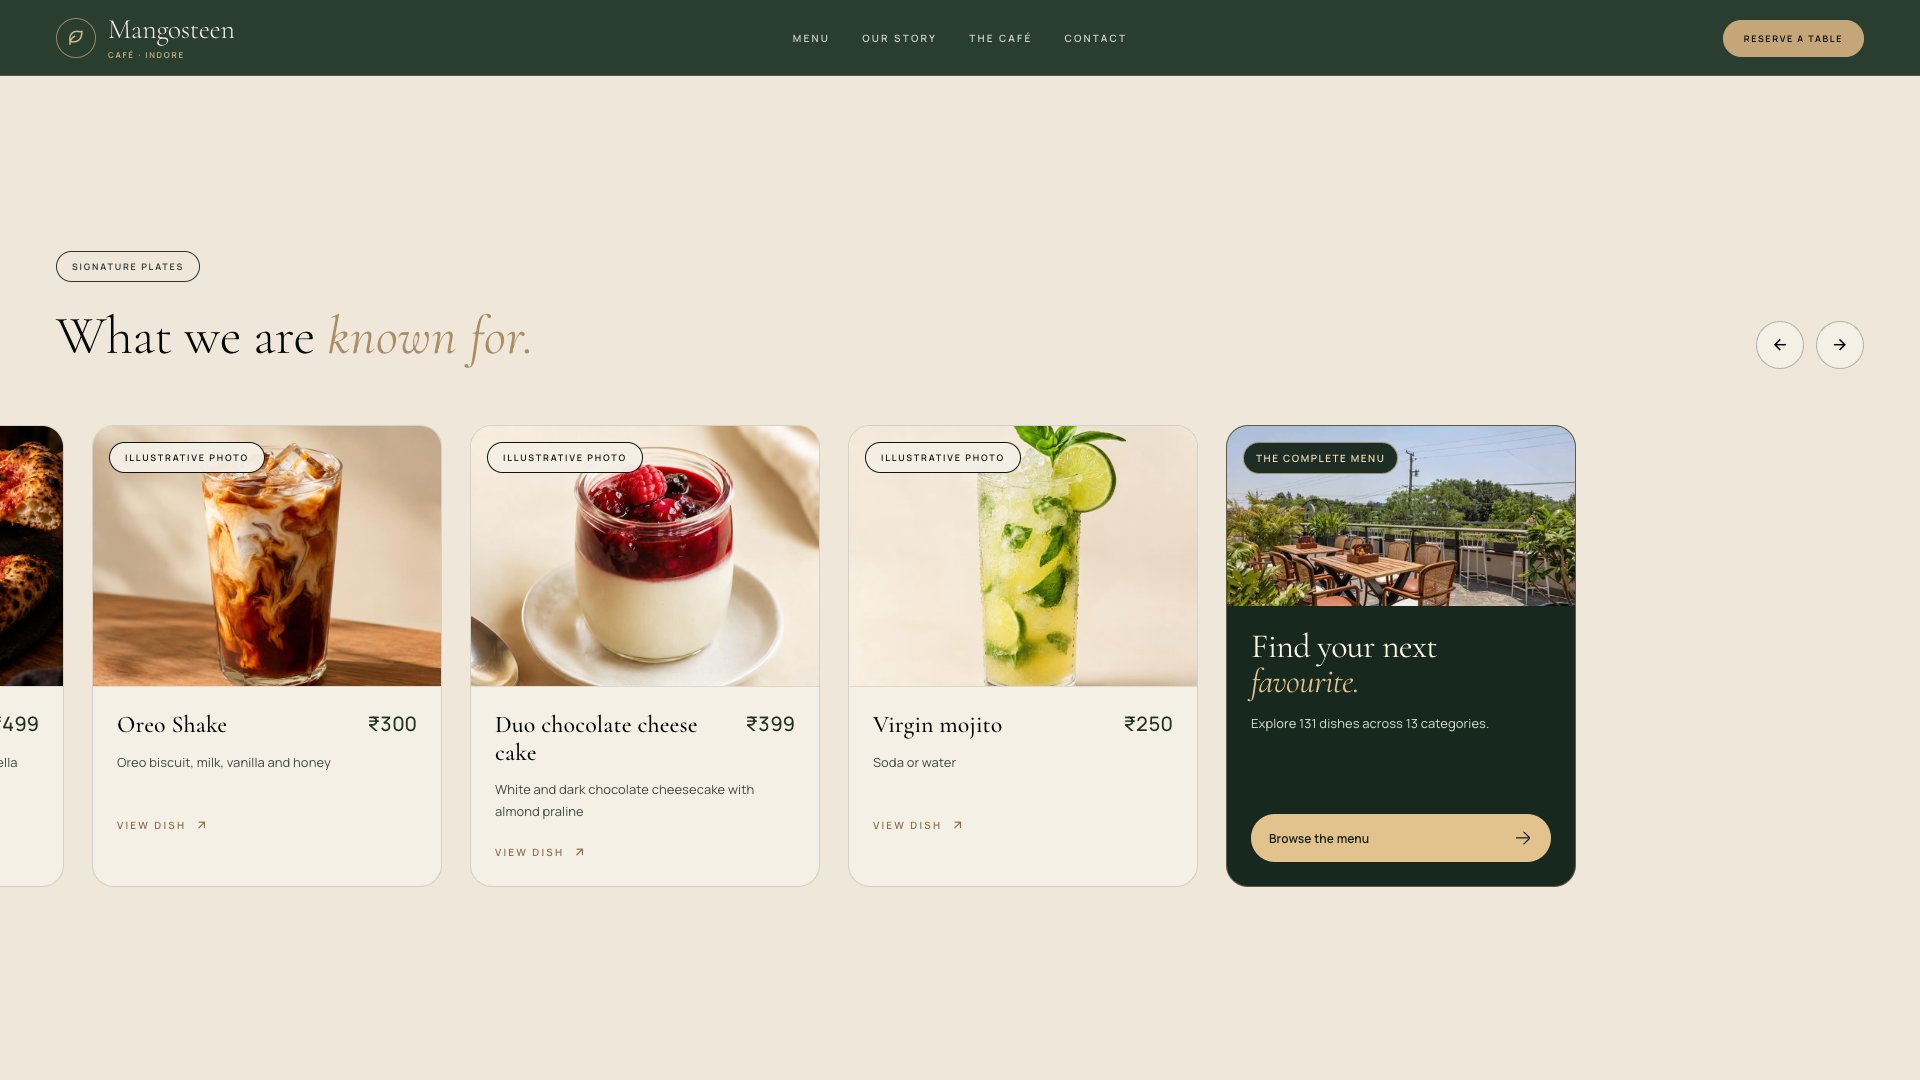 Mangosteen
CAFÉ · INDORE
MENU
OUR STORY
THE CAFÉ
CONTACT
RESERVE A TABLE
SIGNATURE PLATES
What we are known for.
₹499
ILLUSTRATIVE PHOTO
Oreo Shake
₹300
Oreo biscuit, milk, vanilla and honey
VIEW DISH
ILLUSTRATIVE PHOTO
Duo chocolate cheese
cake
₹399
White and dark chocolate cheesecake with
almond praline
VIEW DISH
ILLUSTRATIVE PHOTO
Virgin mojito
₹250
Soda or water
VIEW DISH
THE COMPLETE MENU
Find your next
favourite.
Explore 131 dishes across 13 categories.
Browse the menu